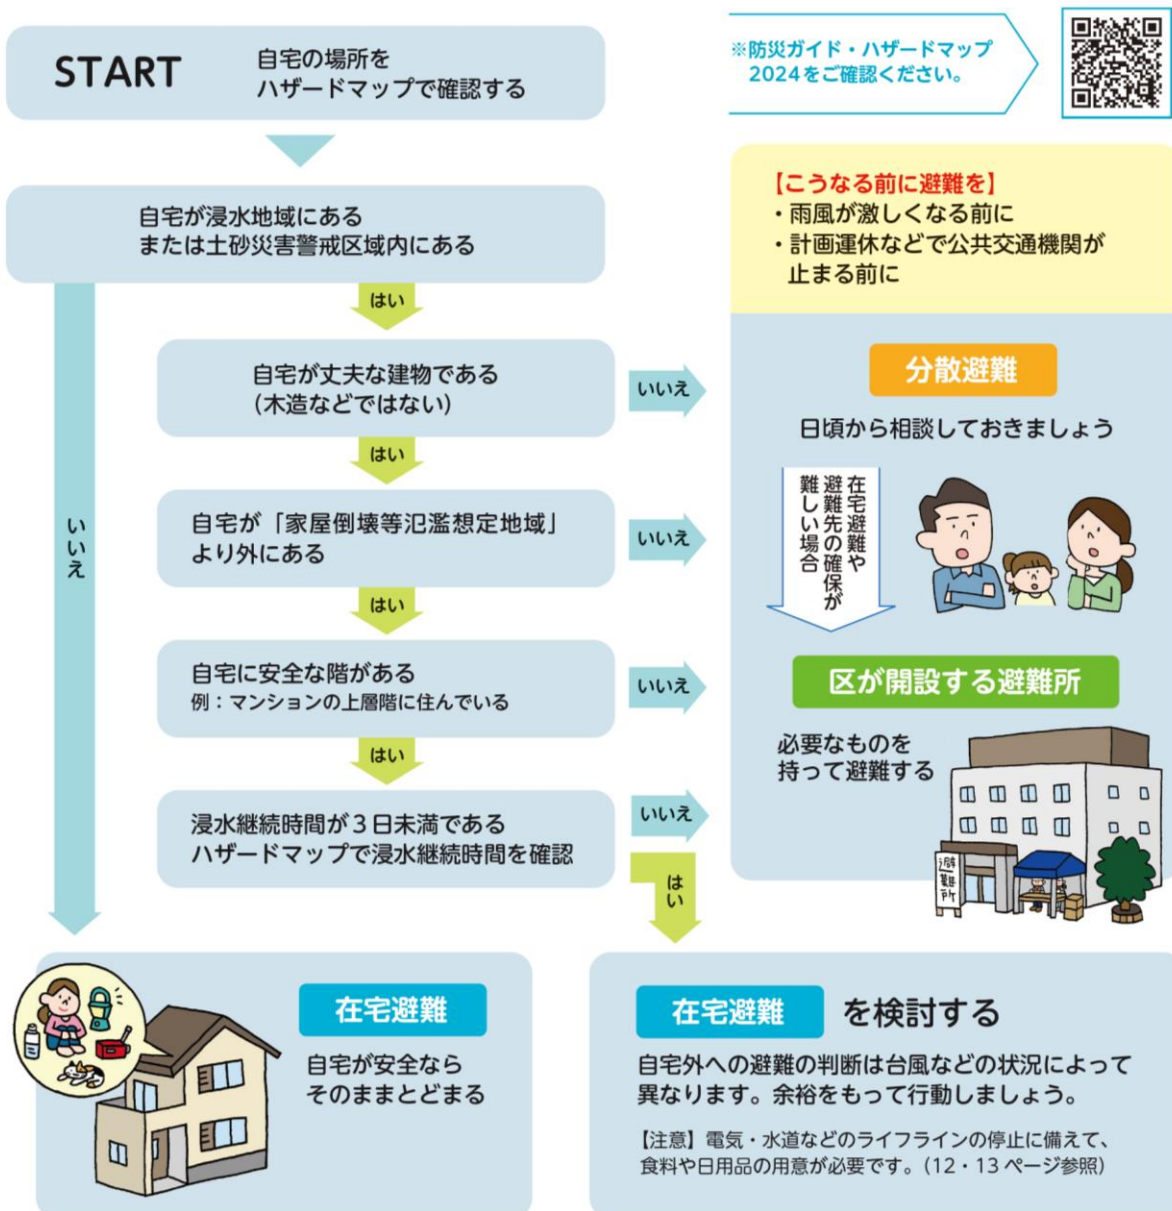 START
自宅の場所を
ハザードマップで確認する
※防災ガイド・ハザードマップ
2024をご確認ください。
自宅が浸水地域にある
または土砂災害警戒区域内にある
はい
いいえ
自宅が丈夫な建物である
(木造などではない)
いいえ
はい
自宅が「家屋倒壊等氾濫想定地域」
より外にある
いいえ
はい
自宅に安全な階がある
例：マンションの上層階に住んでいる
いいえ
はい
浸水継続時間が3日未満である
ハザードマップで浸水継続時間を確認
いいえ
はい
【こうなる前に避難を】
・雨風が激しくなる前に
・計画運休などで公共交通機関が
止まる前に
分散避難
日頃から相談しておきましょう
在宅避難や
避難先の確保が
難しい場合
区が開設する避難所
必要なものを
持って避難する
避難所
在宅避難
自宅が安全なら
そのままとどまる
在宅避難 を検討する
自宅外への避難の判断は台風などの状況によって
異なります。余裕をもって行動しましょう。
【注意】電気・水道などのライフラインの停止に備えて、
食料や日用品の用意が必要です。(12・13ページ参照)